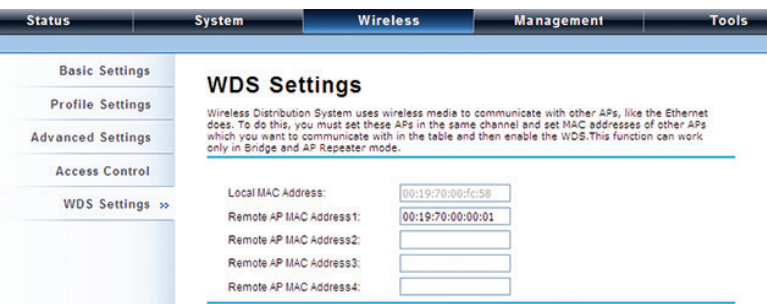 Status System Wireless Management Tools
Basic Settings
Profile Settings
Advanced Settings
Access Control
WDS Settings »
WDS Settings
Wireless Distribution System uses wireless media to communicate with other APs, like the Ethernet
does. To do this, you must set these APs in the same channel and set MAC addresses of other APs
which you want to communicate with in the table and then enable the WDS.This function can work
only in Bridge and AP Repeater mode.
Local MAC Address: 00:19:70:00:fc:58
Remote AP MAC Address1: 00:19:70:00:00:01
Remote AP MAC Address2:
Remote AP MAC Address3:
Remote AP MAC Address4: